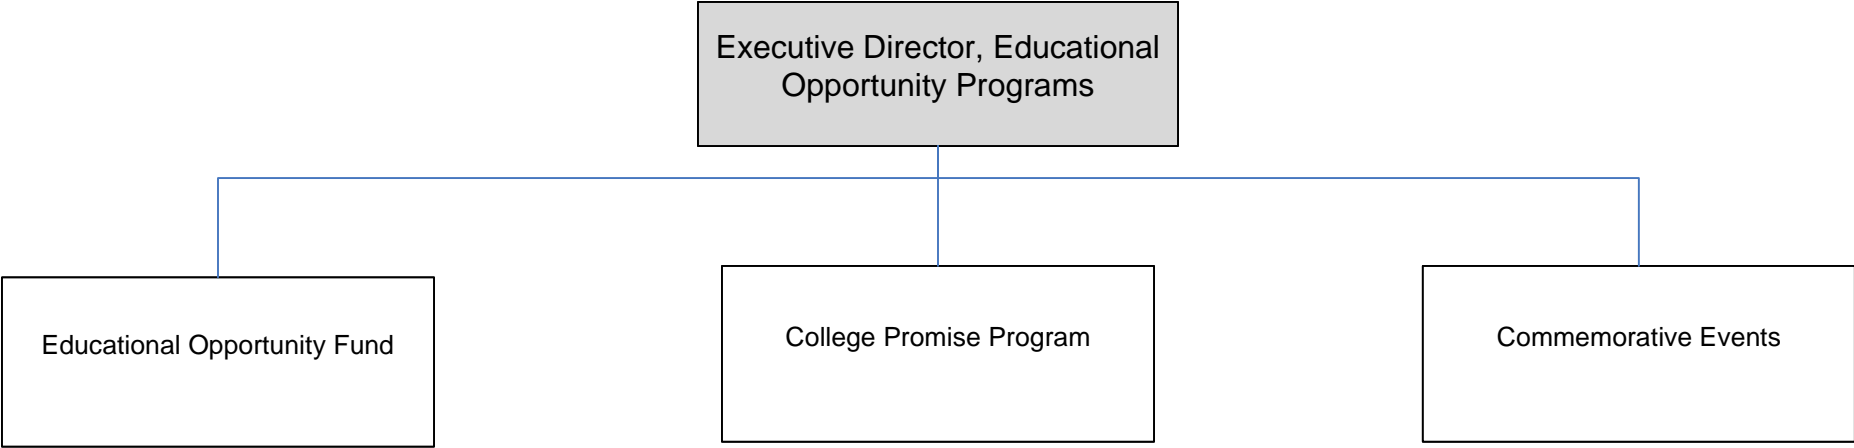 Executive Director, Educational
Opportunity Programs
Educational Opportunity Fund
College Promise Program
Commemorative Events